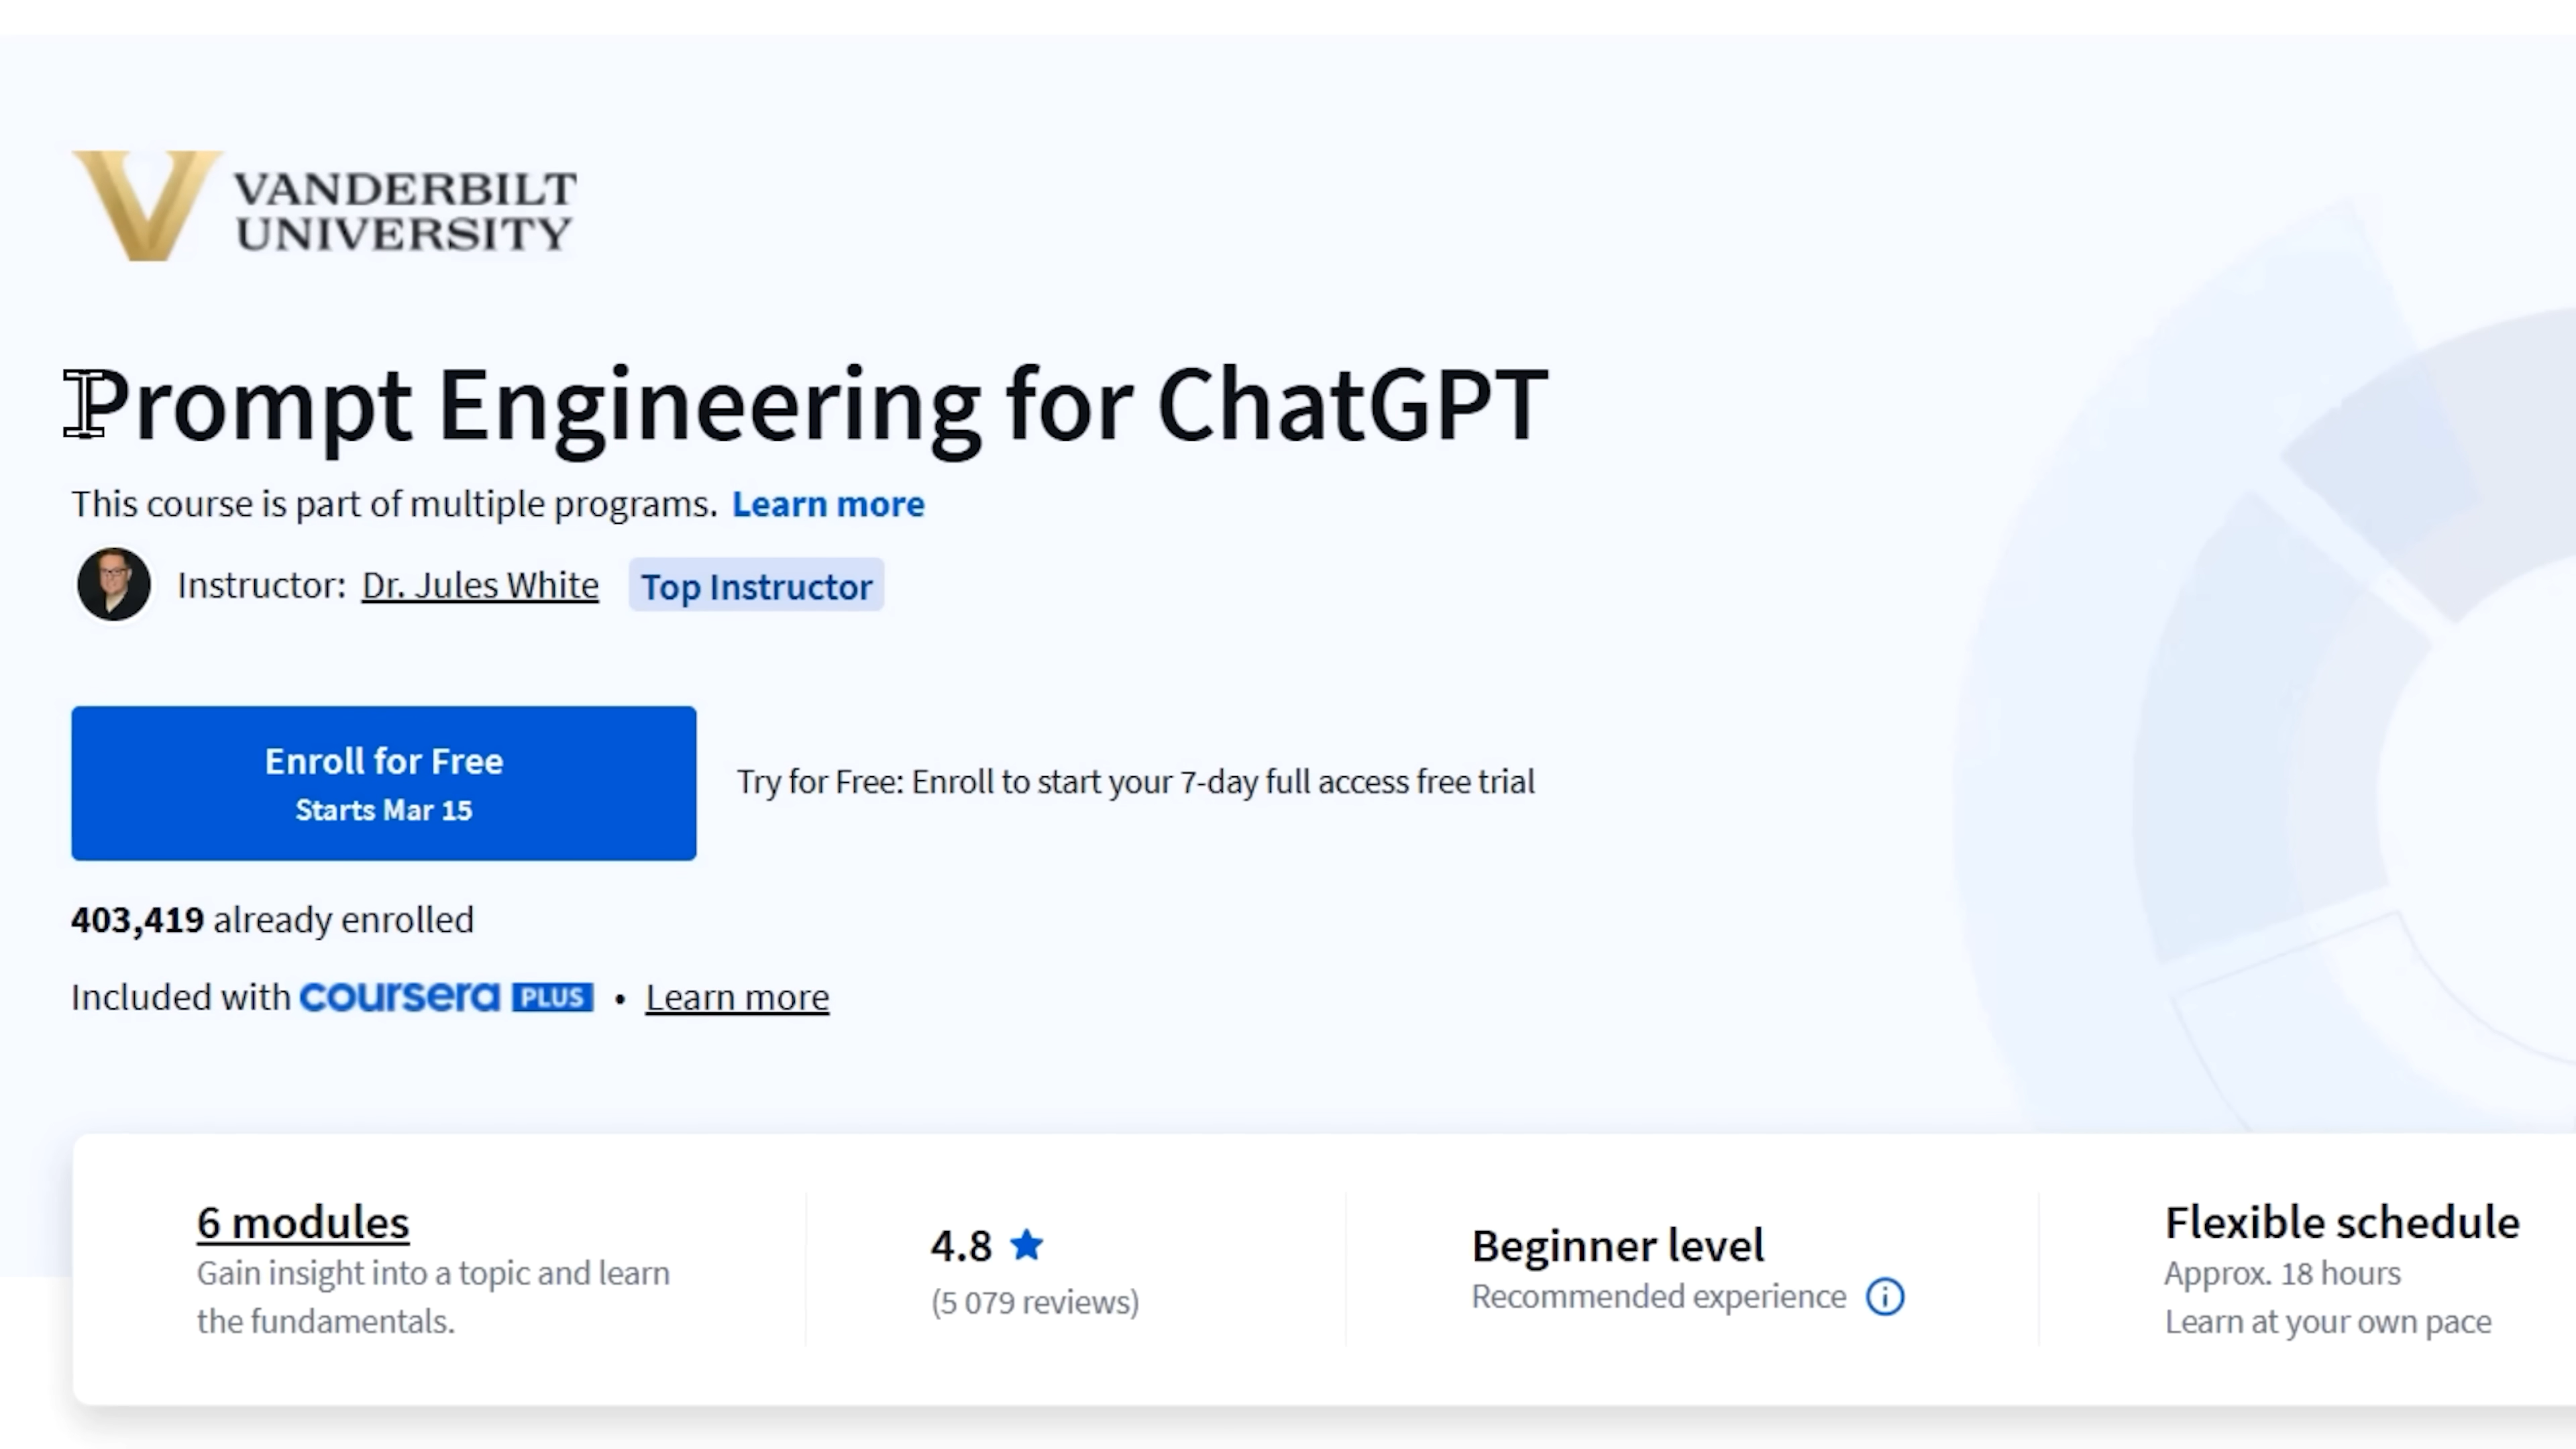 VANDERBILT
UNIVERSITY
Prompt Engineering for ChatGPT
This course is part of multiple programs. Learn more
Instructor: Dr. Jules White Top Instructor
Enroll for Free
Starts Mar 15
Try for Free: Enroll to start your 7-day full access free trial
403,419 already enrolled
Included with coursera PLUS • Learn more
6 modules
Gain insight into a topic and learn
the fundamentals.
4.8
(5 079 reviews)
Beginner level
Recommended experience
Flexible schedule
Approx. 18 hours
Learn at your own pace